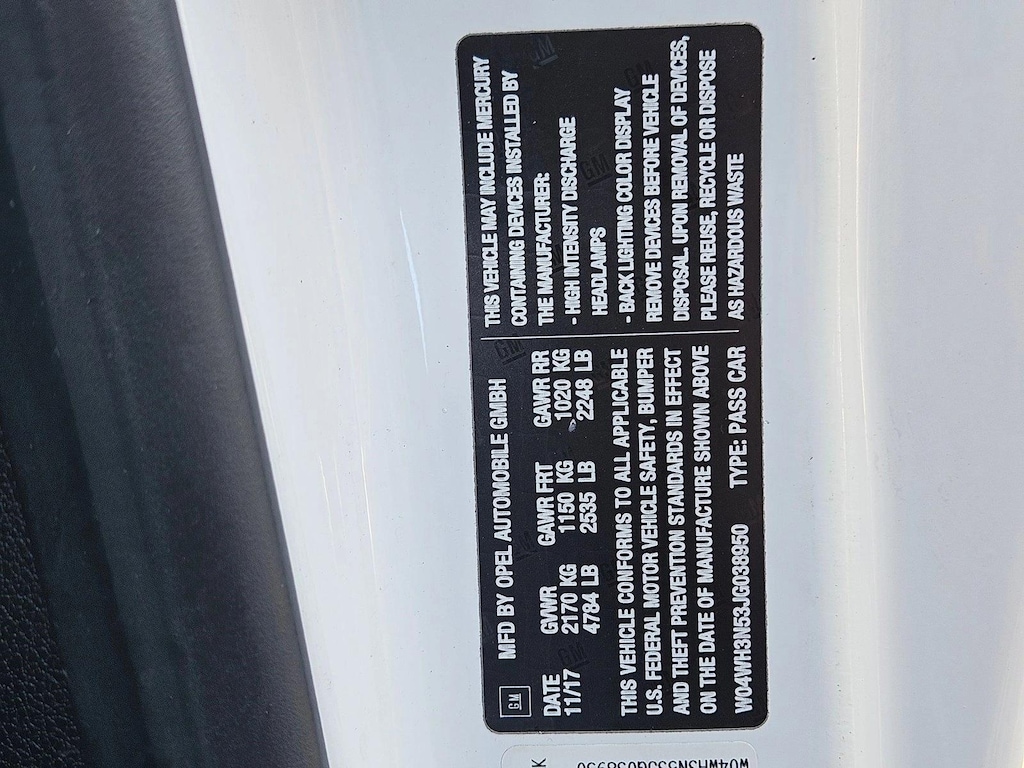 GM
MFD BY OPEL AUTOMOBILE GMBH
DATE GVWR GAWR FRT GAWR RR
11/17 2170 KG 1150 KG 1020 KG
4784 LB 2535 LB 2248 LB
THIS VEHICLE CONFORMS TO ALL APPLICABLE
U.S. FEDERAL MOTOR VEHICLE SAFETY, BUMPER
AND THEFT PREVENTION STANDARDS IN EFFECT
ON THE DATE OF MANUFACTURE SHOWN ABOVE
W04WH3N53JG038950 TYPE: PASS CAR
THIS VEHICLE MAY INCLUDE MERCURY
CONTAINING DEVICES INSTALLED BY
THE MANUFACTURER:
- HIGH INTENSITY DISCHARGE
HEADLAMPS
- BACK LIGHTING COLOR DISPLAY
REMOVE DEVICES BEFORE VEHICLE
DISPOSAL. UPON REMOVAL OF DEVICES,
PLEASE REUSE, RECYCLE OR DISPOSE
AS HAZARDOUS WASTE
K
W04WH3N53JG038950